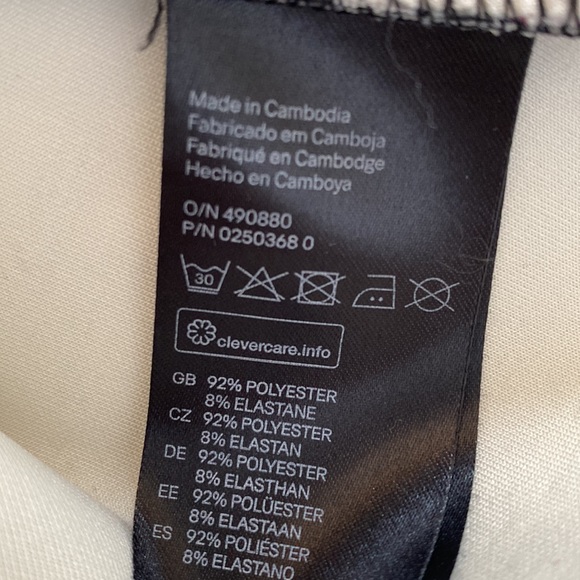 Made in Cambodia
Fabricado em Camboja
Fabriqué en Cambodge
Hecho en Camboya
O/N 490880
P/N 0250368 0
30
clevercare.info
GB 92% POLYESTER
8% ELASTANE
CZ 92% POLYESTER
8% ELASTAN
DE 92% POLYESTER
8% ELASTHAN
EE 92% POLÜESTER
8% ELASTAAN
ES 92% POLIÉSTER
8% ELASTANO